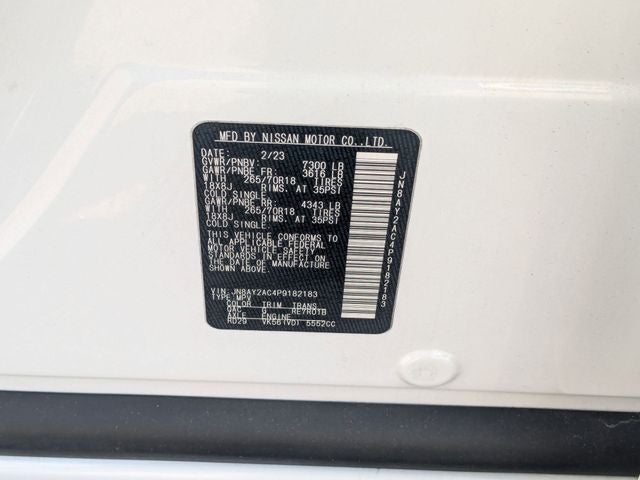 MFD BY NISSAN MOTOR CO.,LTD.
DATE: 2/23
GVWR/PNBV 7300 LB
GAWR/PNBE FR: 3616 LB
WITH 265/70R18 TIRES
18X8J RIMS, AT 35PSI
COLD SINGLE
GAWR/PNBE RR: 4343 LB
WITH 265/70R18 TIRES
18X8J RIMS, AT 35PSI
COLD SINGLE
THIS VEHICLE CONFORMS TO
ALL APPLICABLE FEDERAL
MOTOR VEHICLE SAFETY
STANDARDS IN EFFECT ON
THE DATE OF MANUFACTURE
SHOWN ABOVE.
VIN:JN8AY2AC4P9182183
TYPE:MPV
COLOR TRIM TRANS
QAC G RE7R01B
AXLE ENGINE
RD29 VK56(VD) 5552CC
JN8AY2AC4P9182183